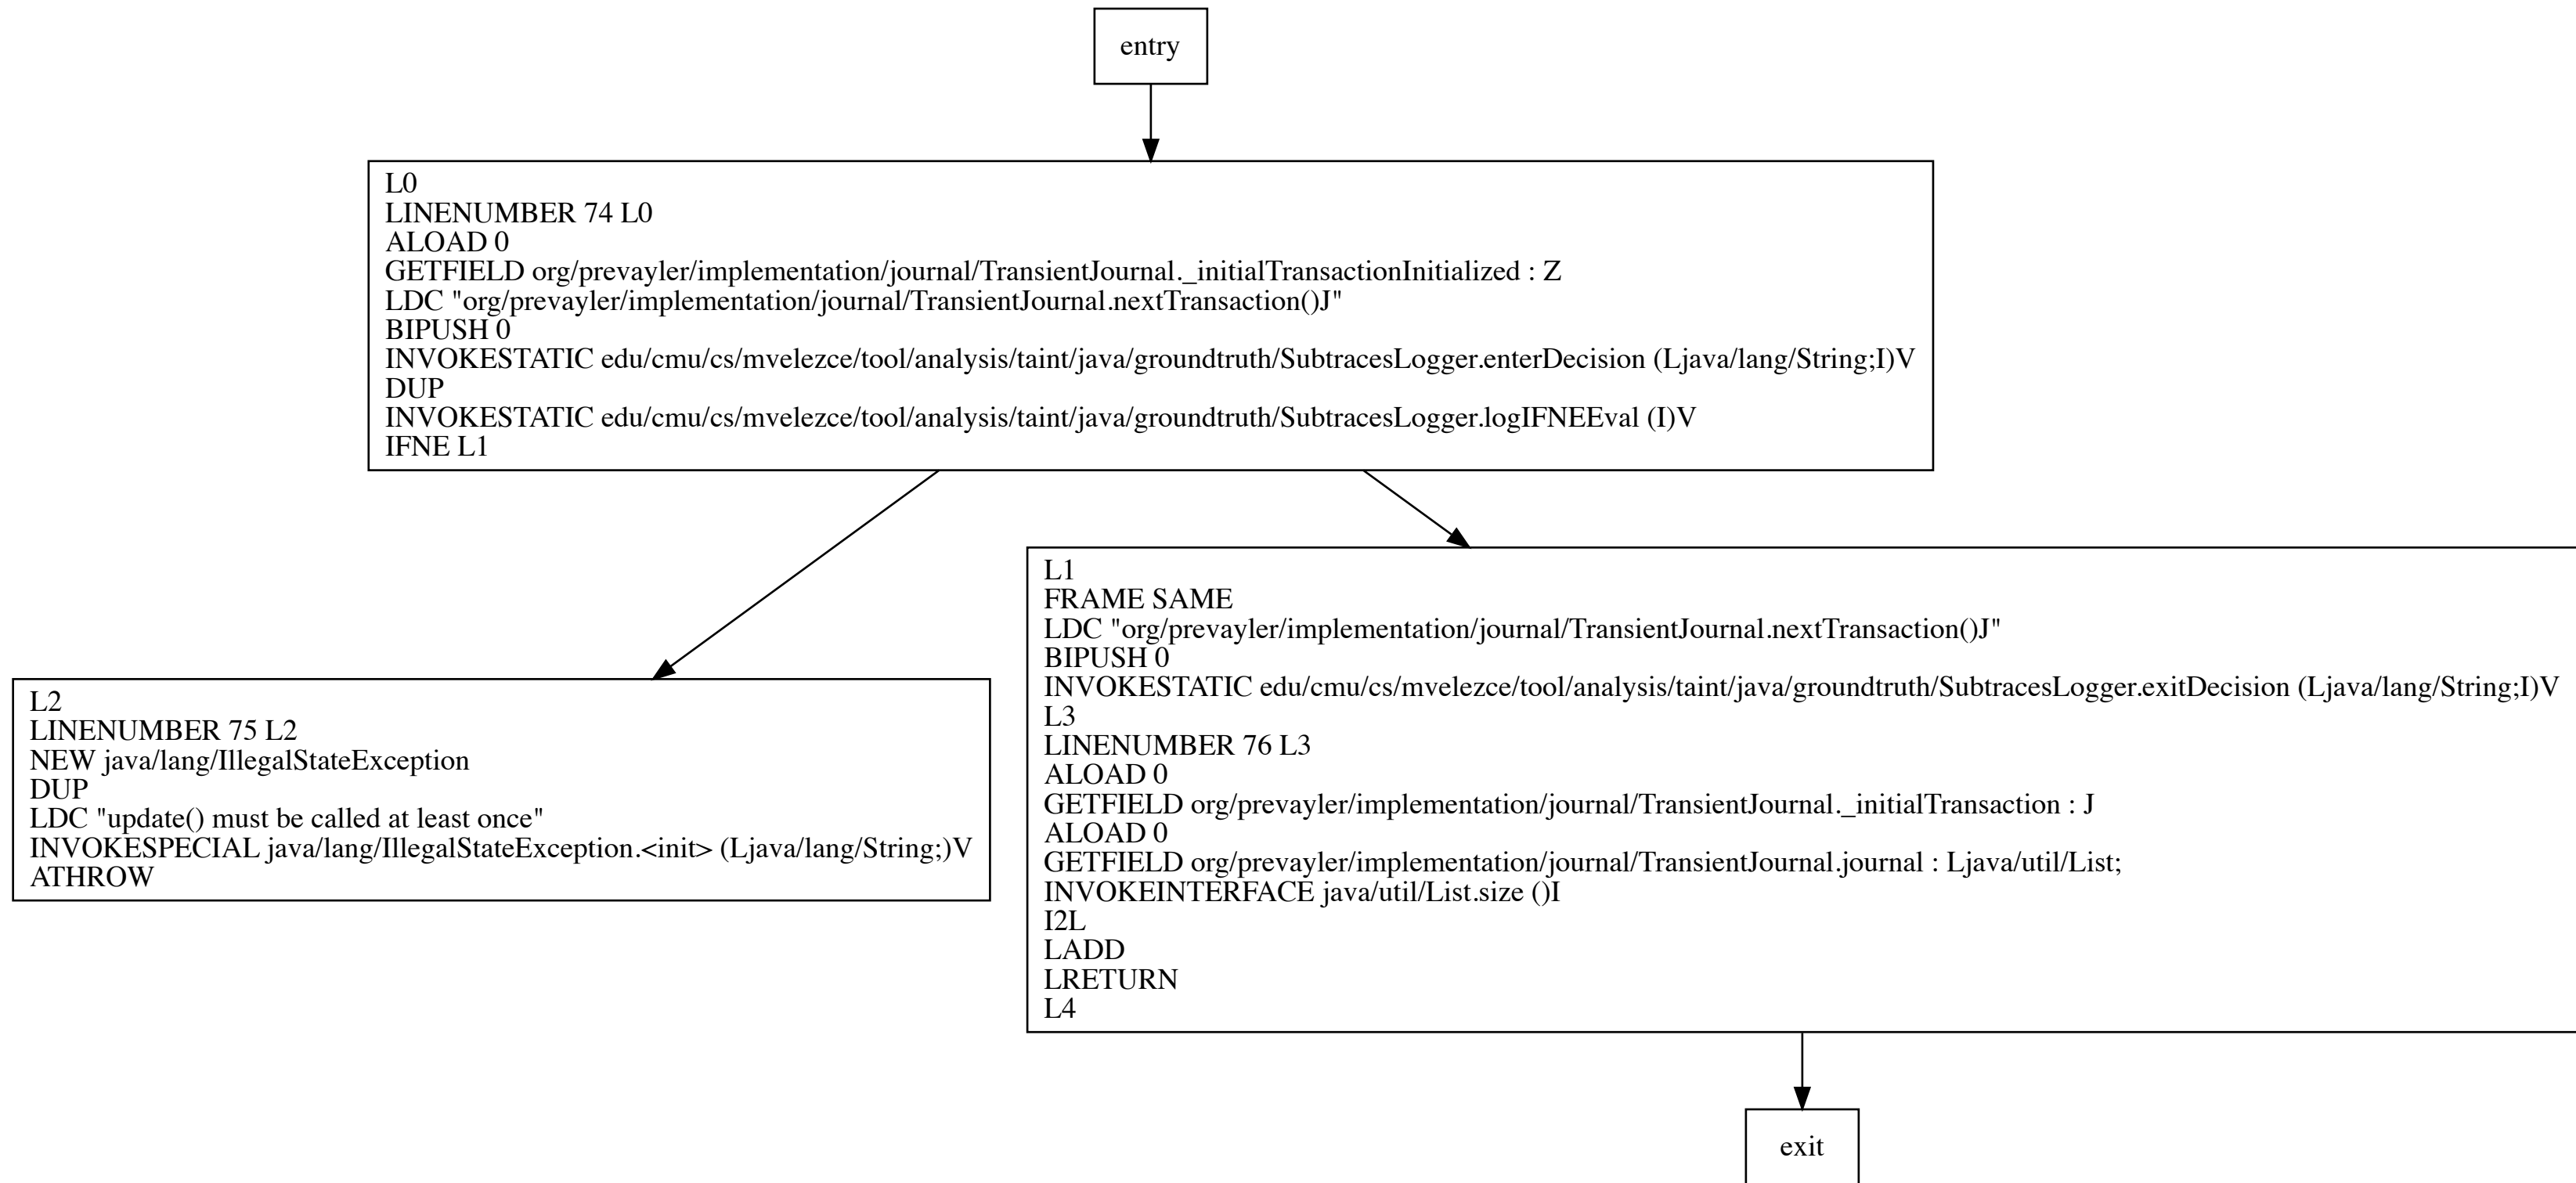 entry
L0
LINENUMBER 74 L0
ALOAD 0
GETFIELD org/prevayler/implementation/journal/TransientJournal._initialTransactionInitialized : Z
LDC "org/prevayler/implementation/journal/TransientJournal.nextTransaction()J"
BIPUSH 0
INVOKESTATIC edu/cmu/cs/mvelezce/tool/analysis/taint/java/groundtruth/SubtracesLogger.enterDecision (Ljava/lang/String;I)V
DUP
INVOKESTATIC edu/cmu/cs/mvelezce/tool/analysis/taint/java/groundtruth/SubtracesLogger.logIFNEEval (I)V
IFNE L1
L2
LINENUMBER 75 L2
NEW java/lang/IllegalStateException
DUP
LDC "update() must be called at least once"
INVOKESPECIAL java/lang/IllegalStateException.<init> (Ljava/lang/String;)V
ATHROW
L1
FRAME SAME
LDC "org/prevayler/implementation/journal/TransientJournal.nextTransaction()J"
BIPUSH 0
INVOKESTATIC edu/cmu/cs/mvelezce/tool/analysis/taint/java/groundtruth/SubtracesLogger.exitDecision (Ljava/lang/String;I)V
L3
LINENUMBER 76 L3
ALOAD 0
GETFIELD org/prevayler/implementation/journal/TransientJournal._initialTransaction : J
ALOAD 0
GETFIELD org/prevayler/implementation/journal/TransientJournal.journal : Ljava/util/List;
INVOKEINTERFACE java/util/List.size ()I
I2L
LADD
LRETURN
L4
exit